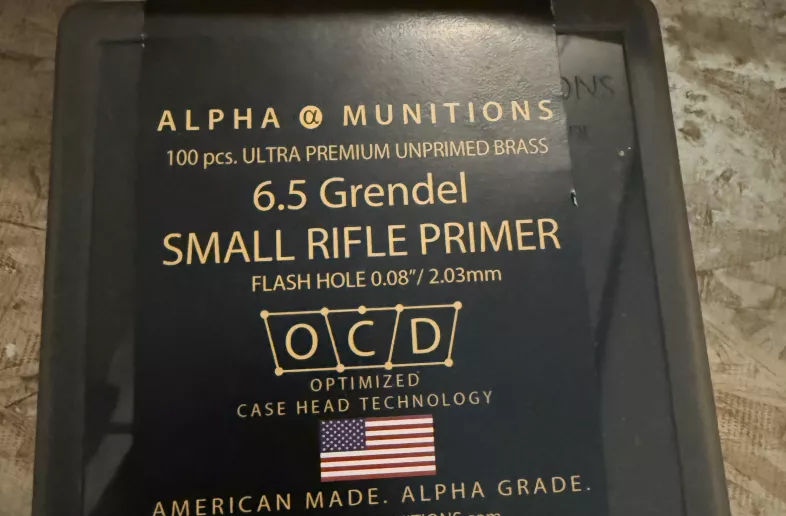 ALPHA α MUNITIONS
100 pcs. ULTRA PREMIUM UNPRIMED BRASS
6.5 Grendel
SMALL RIFLE PRIMER
FLASH HOLE 0.08"/ 2.03mm
OCD
OPTIMIZED
CASE HEAD TECHNOLOGY
AMERICAN MADE. ALPHA GRADE.